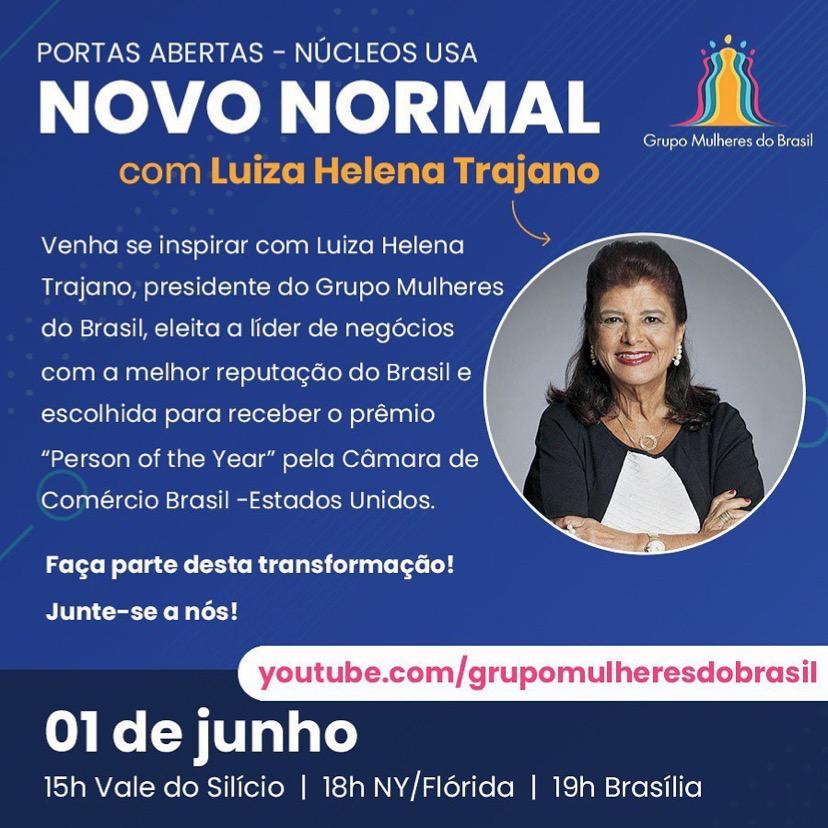 PORTAS ABERTAS - NÚCLEOS USA
NOVO NORMAL
com Luiza Helena Trajano
Grupo Mulheres do Brasil
Venha se inspirar com Luiza Helena
Trajano, presidente do Grupo Mulheres
do Brasil, eleita a líder de negócios
com a melhor reputação do Brasil e
escolhida para receber o prêmio
“Person of the Year” pela Câmara de
Comércio Brasil -Estados Unidos.
Faça parte desta transformação!
Junte-se a nós!
youtube.com/grupomulheresdobrasil
01 de junho
15h Vale do Silício | 18h NY/Flórida | 19h Brasília